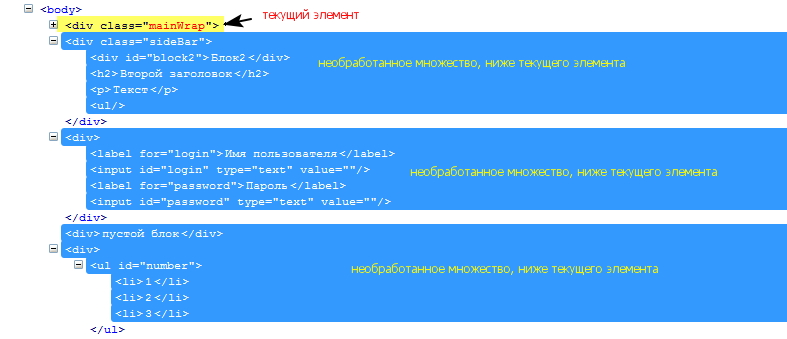 <body>
<div class="mainWrap"> текущий элемент
<div class="sideBar">
<div id="block2">Блок2</div> необработанное множество, ниже текущего элемента
<h2>Второй заголовок</h2>
<p>Текст</p>
<ul/>
</div>
<div>
<label for="login">Имя пользователя</label>
<input id="login" type="text" value=""/> необработанное множество, ниже текущего элемента
<label for="password">Пароль</label>
<input id="password" type="text" value=""/>
</div>
<div>пустой блок</div>
<div>
<ul id="number"> необработанное множество, ниже текущего элемента
<li>1</li>
<li>2</li>
<li>3</li>
</ul>